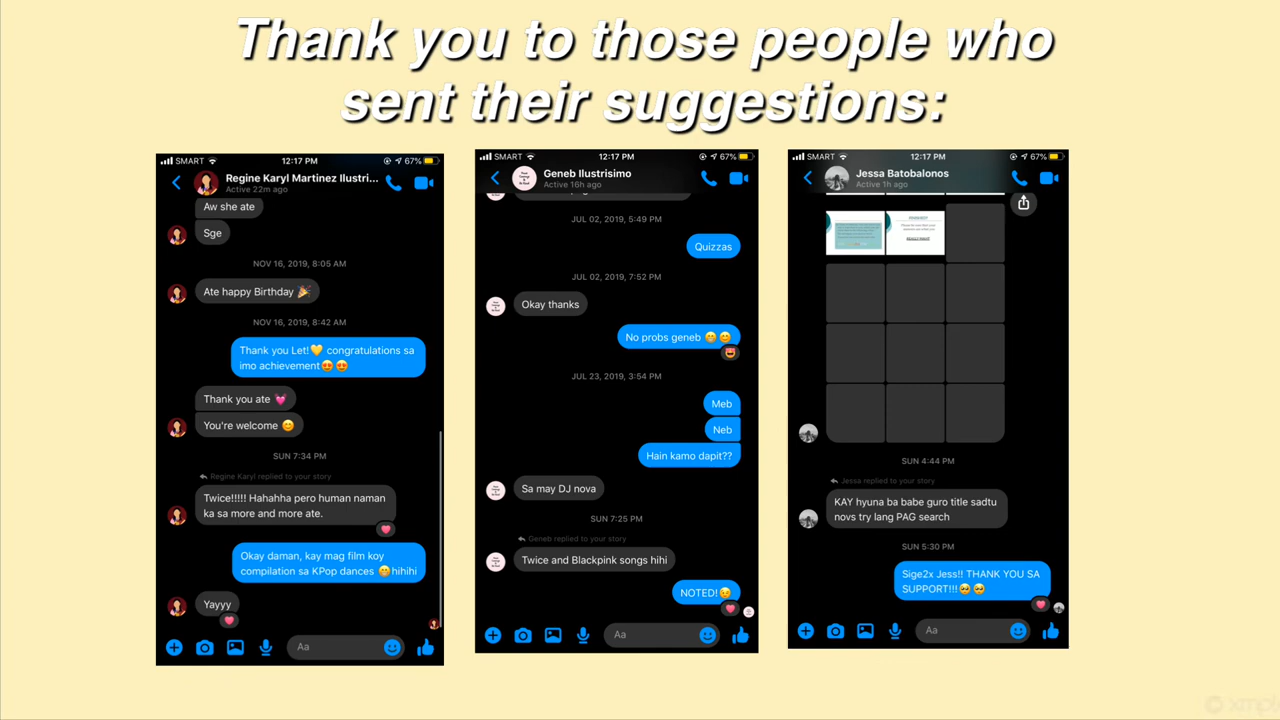 Thank you to those people who
sent their suggestions:
SMART
12:17 PM
67%
Regine Karyl Martinez Ilustri...
Active 22m ago
Aw she ate
Sge
NOV 16, 2019, 8:05 AM
Ate happy Birthday 🎉
NOV 16, 2019, 8:42 AM
Thank you Let!💛 congratulations sa
imo achievement😍😍
Thank you ate 💓
You're welcome 😊
SUN 7:34 PM
Regine Karyl replied to your story
Twice!!!!! Hahahha pero human naman
ka sa more and more ate.
Okay daman, kay mag film koy
compilation sa KPop dances 🤭hihihi
Yayyy
Aa
SMART
12:17 PM
67%
Geneb Ilustrisimo
Active 16h ago
JUL 02, 2019, 5:49 PM
Quizzas
JUL 02, 2019, 7:52 PM
Okay thanks
No probs geneb 🤭😊
JUL 23, 2019, 3:54 PM
Meb
Neb
Hain kamo dapit??
Sa may DJ nova
SUN 7:25 PM
Geneb replied to your story
Twice and Blackpink songs hihi
NOTED!😉
Aa
SMART
12:17 PM
67%
Jessa Batobalonos
Active 1h ago
SUN 4:44 PM
Jessa replied to your story
KAY hyuna ba babe guro title sadtu
novs try lang PAG search
SUN 5:30 PM
Sige2x Jess!! THANK YOU SA
SUPPORT!!!🥺🥺
Aa